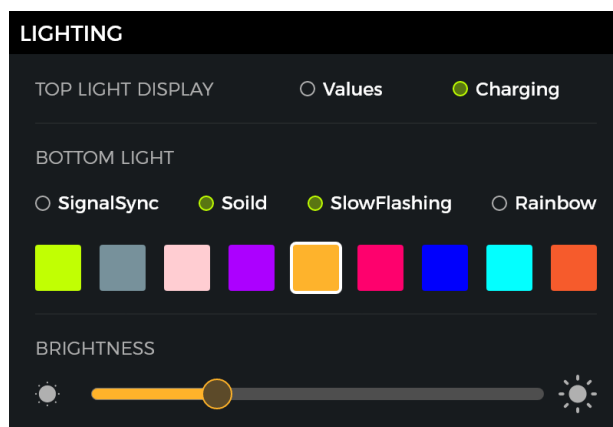 LIGHTING
TOP LIGHT DISPLAY Values Charging
BOTTOM LIGHT
SignalSync Soild SlowFlashing Rainbow
BRIGHTNESS